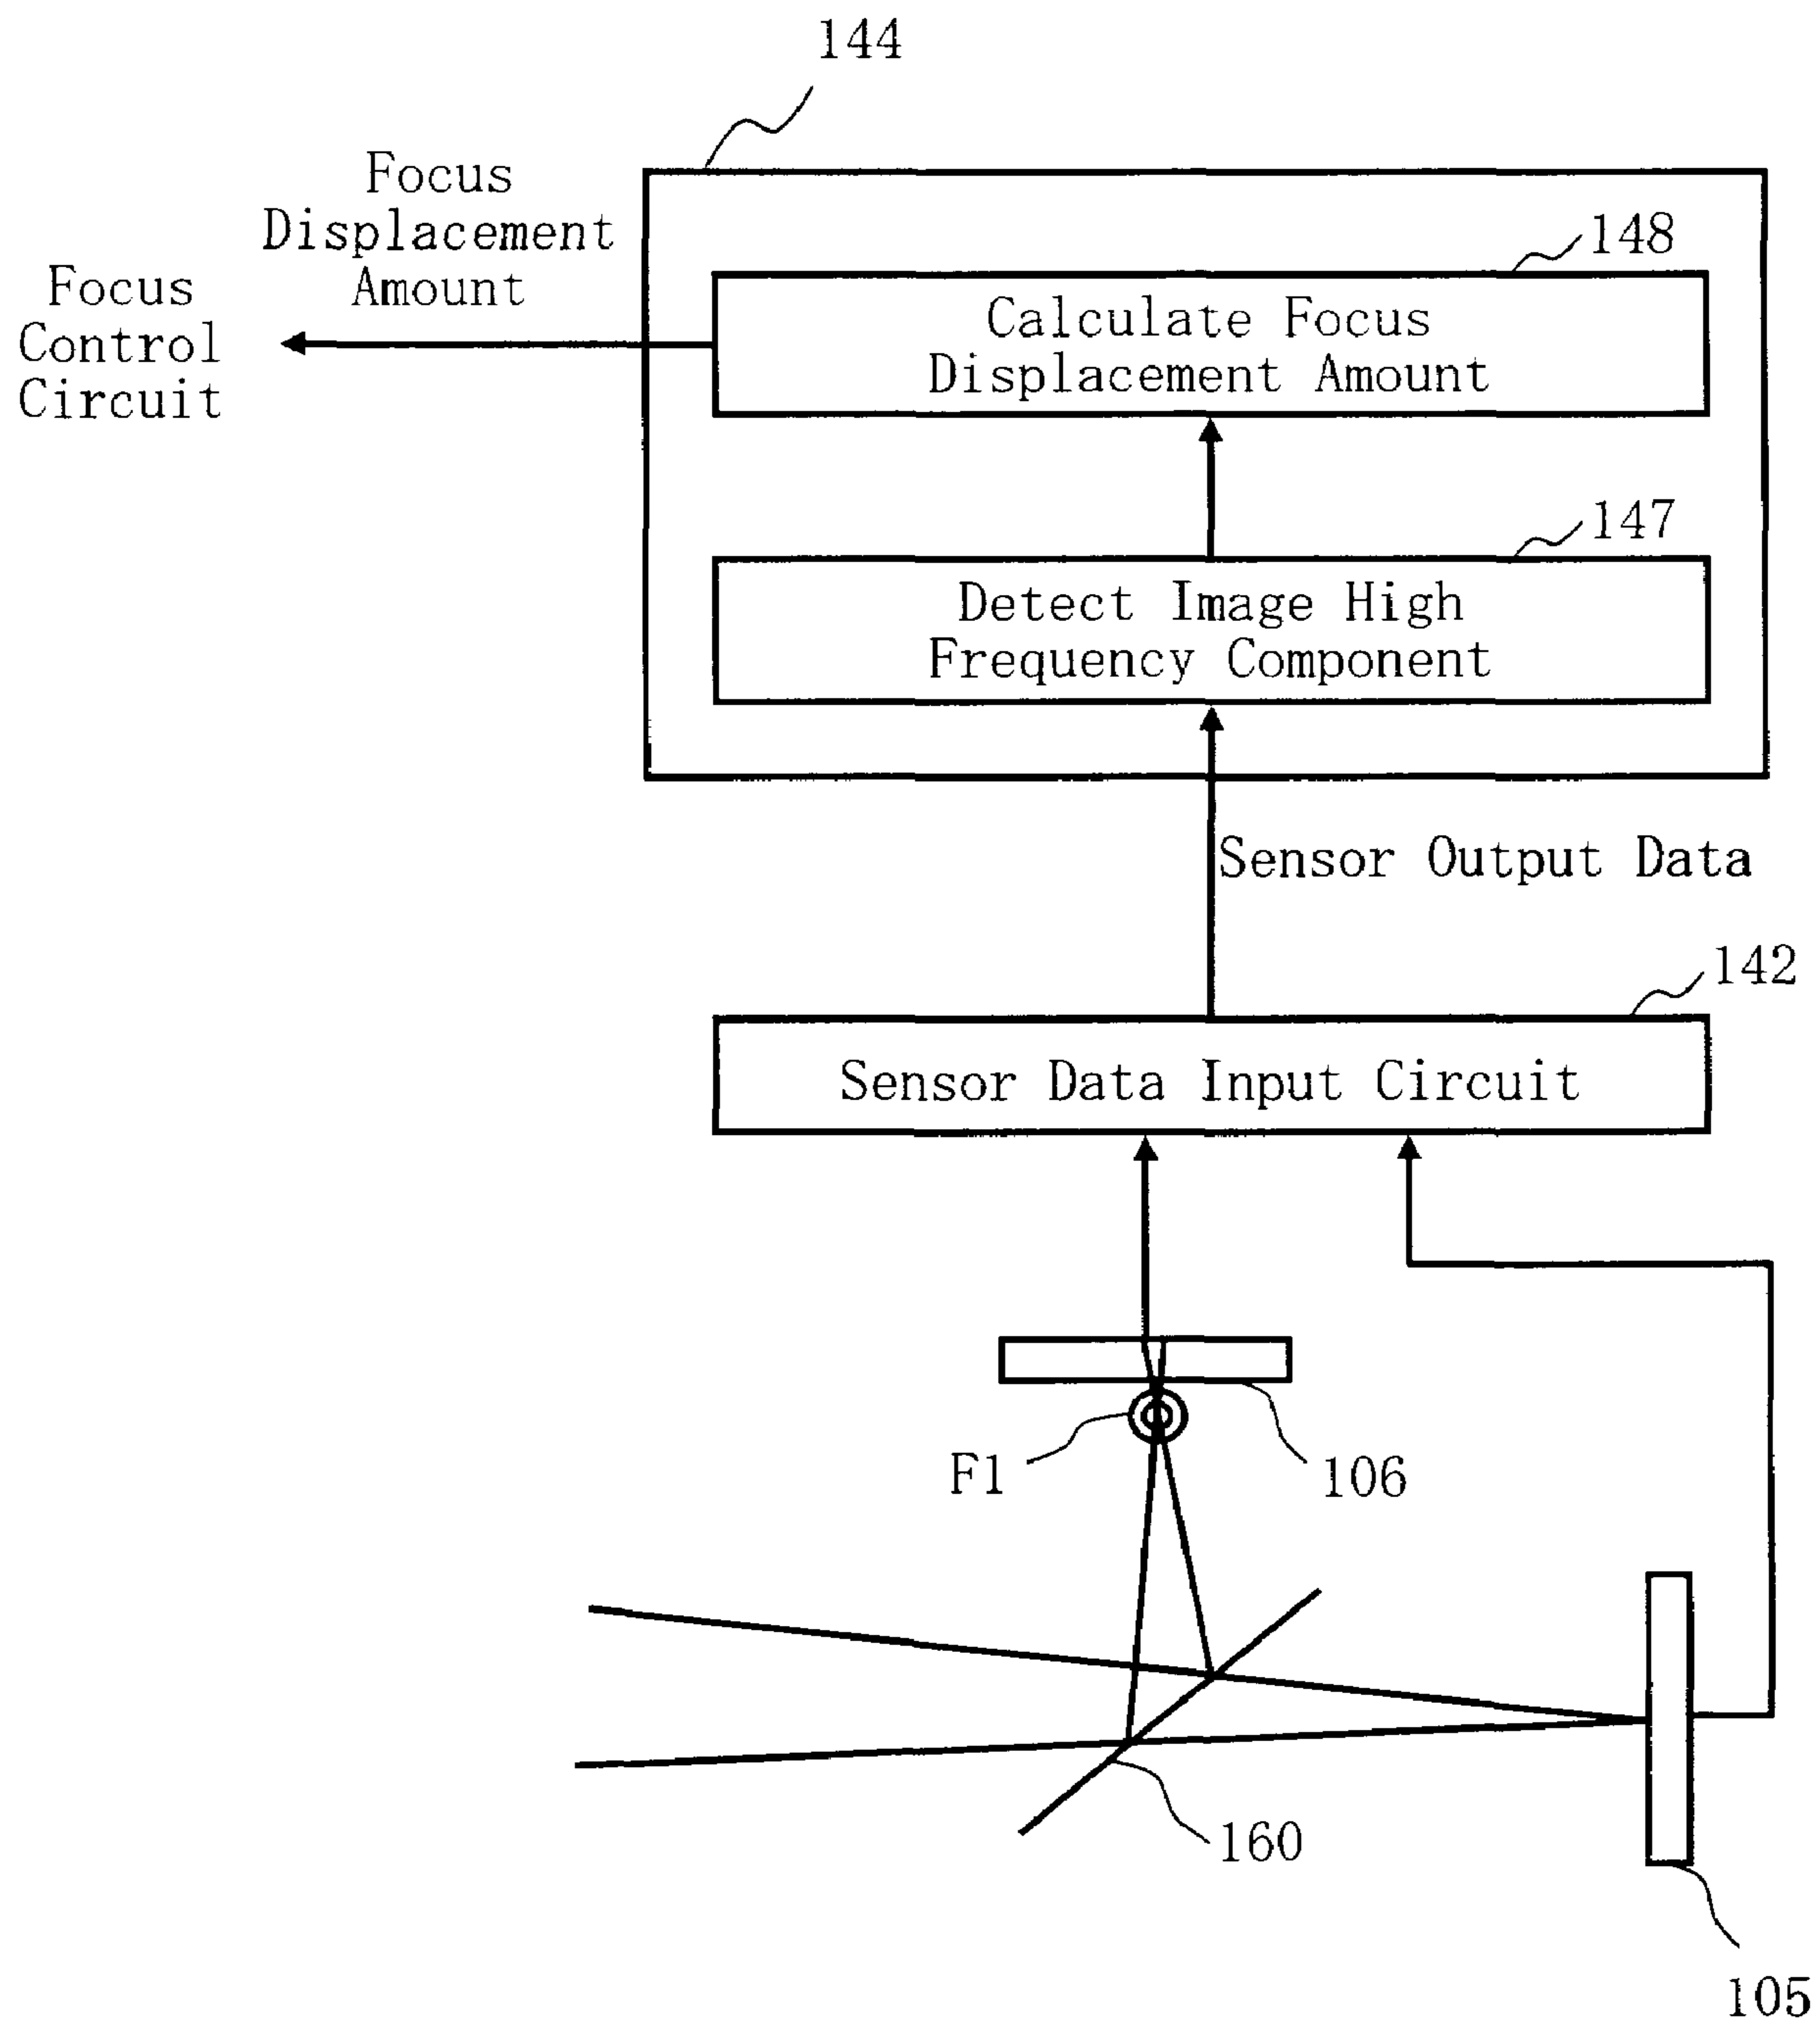 144
Focus
Displacement
Amount
Focus
Control
Circuit
148
Calculate Focus
Displacement Amount
147
Detect Image High
Frequency Component
Sensor Output Data
142
Sensor Data Input Circuit
F1
106
160
105